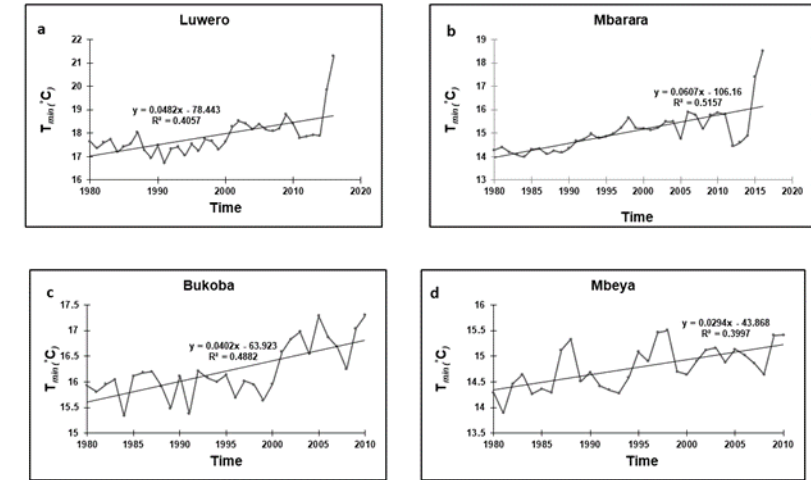 a
Luwero
22
21
20
19
18
17
16
T min (°C)
y = 0.0482x - 78.443
R² = 0.4057
1980 1990 2000 2010 2020
Time
b
Mbarara
19
18
17
16
15
14
13
T min (°C)
y = 0.0607x - 106.16
R² = 0.5157
1980 1985 1990 1995 2000 2005 2010 2015 2020
Time
c
Bukoba
17.5
17
16.5
16
15.5
15
T min (°C)
y = 0.0402x - 63.923
R² = 0.4882
1980 1985 1990 1995 2000 2005 2010
Time
d
Mbeya
16
15.5
15
14.5
14
13.5
T min (°C)
y = 0.0294x - 43.868
R² = 0.3997
1980 1985 1990 1995 2000 2005 2010
Time